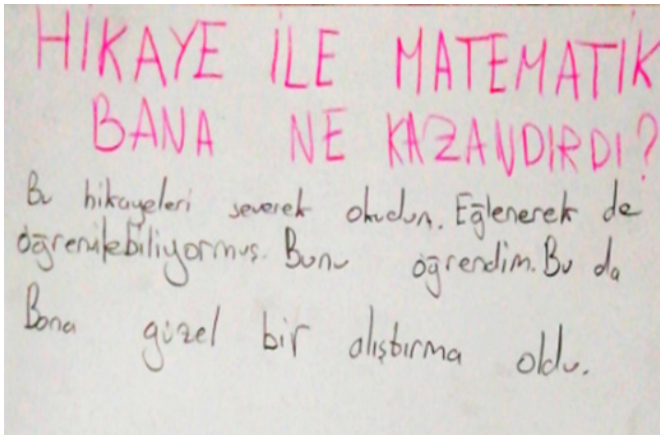 HİKAYE İLE MATEMATİK
BANA NE KAZANDIRDI?
Bu hikayeleri severek okudum. Eğlenerek de
öğrenilebiliyormuş. Bunu öğrendim. Bu da
Bana güzel bir alıştırma oldu.